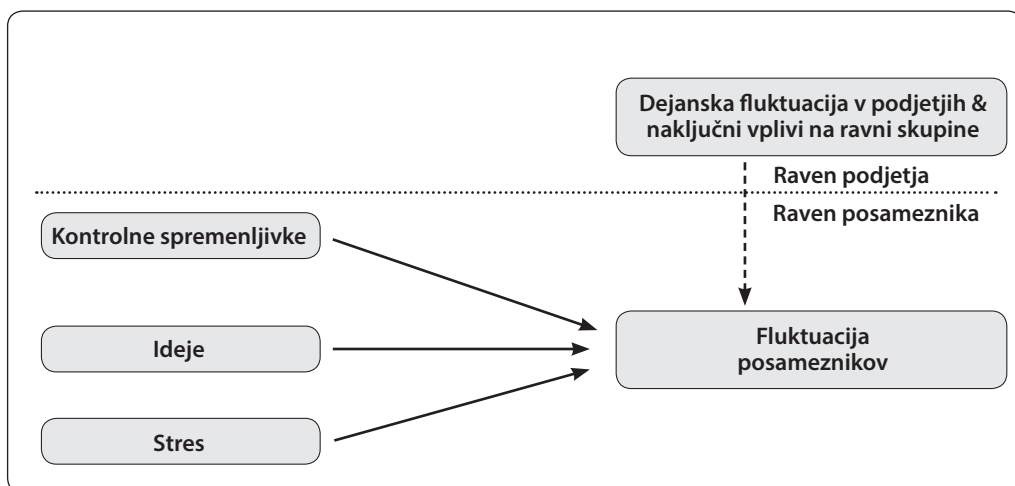 Dejanska fluktuacija v podjetjih &
naključni vplivi na ravni skupine
Raven podjetja
Raven posameznika
Kontrolne spremenljivke
Ideje
Fluktuacija
posameznikov
Stres